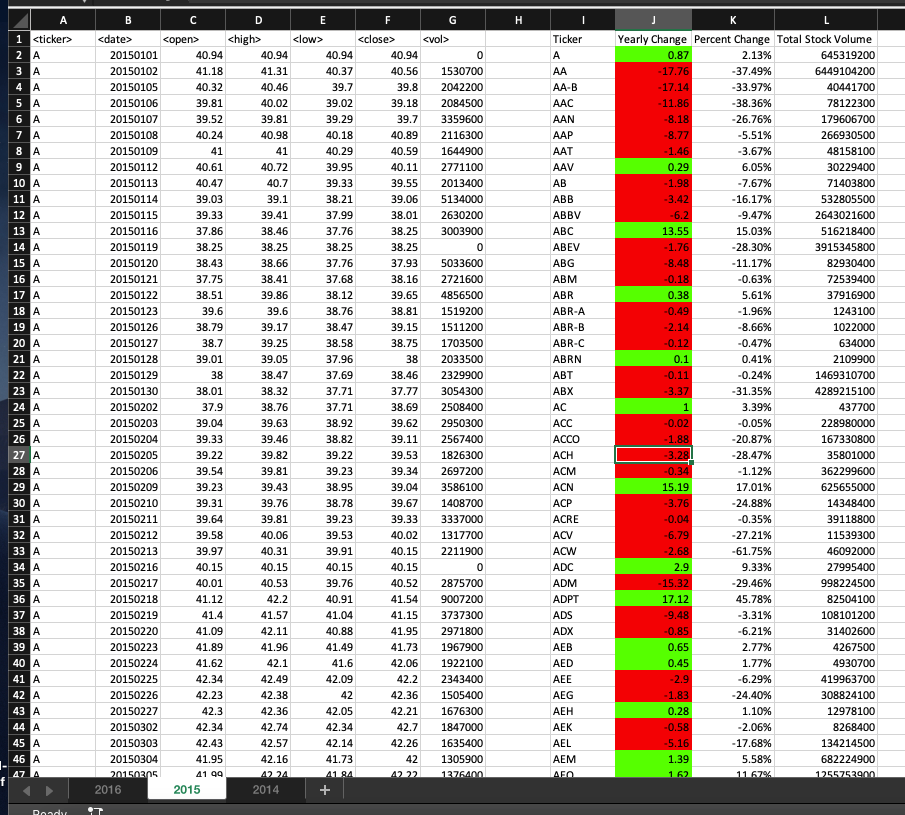 A B C D E F G H I J K L
1 <ticker> <date> <open> <high> <low> <close> <vol> Ticker Yearly Change Percent Change Total Stock Volume
2 A 20150101 40.94 40.94 40.94 40.94 0 A 0.87 2.13% 645319200
3 A 20150102 41.18 41.31 40.37 40.56 1530700 AA -17.76 -37.49% 6449104200
4 A 20150105 40.32 40.46 39.7 39.8 2042200 AA-B -17.14 -33.97% 40441700
5 A 20150106 39.81 40.02 39.02 39.18 2084500 AAC -11.86 -38.36% 78122300
6 A 20150107 39.52 39.81 39.29 39.7 3359600 AAN -8.18 -26.76% 179606700
7 A 20150108 40.24 40.98 40.18 40.89 2116300 AAP -8.77 -5.51% 266930500
8 A 20150109 41 41 40.29 40.59 1644900 AAT -1.46 -3.67% 48158100
9 A 20150112 40.61 40.72 39.95 40.11 2771100 AAV 0.29 6.05% 30229400
10 A 20150113 40.47 40.7 39.33 39.55 2013400 AB -1.98 -7.67% 71403800
11 A 20150114 39.03 39.1 38.21 39.06 5134000 ABB -3.42 -16.17% 532805500
12 A 20150115 39.33 39.41 37.99 38.01 2630200 ABBV -6.2 -9.47% 2643021600
13 A 20150116 37.86 38.46 37.76 38.25 3003900 ABC 13.55 15.03% 516218400
14 A 20150119 38.25 38.25 38.25 38.25 0 ABEV -1.76 -28.30% 3915345800
15 A 20150120 38.43 38.66 37.76 37.93 5033600 ABG -8.48 -11.17% 82930400
16 A 20150121 37.75 38.41 37.68 38.16 2721600 ABM -0.18 -0.63% 72539400
17 A 20150122 38.51 39.86 38.12 39.65 4856500 ABR 0.38 5.61% 37916900
18 A 20150123 39.6 39.6 38.76 38.81 1519200 ABR-A -0.49 -1.96% 1243100
19 A 20150126 38.79 39.17 38.47 39.15 1511200 ABR-B -2.14 -8.66% 1022000
20 A 20150127 38.7 39.25 38.58 38.75 1703500 ABR-C -0.12 -0.47% 634000
21 A 20150128 39.01 39.05 37.96 38 2033500 ABRN 0.1 0.41% 2109900
22 A 20150129 38 38.47 37.69 38.46 2329900 ABT -0.11 -0.24% 1469310700
23 A 20150130 38.01 38.32 37.71 37.77 3054300 ABX -3.37 -31.35% 4289215100
24 A 20150202 37.9 38.76 37.71 38.69 2508400 AC 1 3.39% 437700
25 A 20150203 39.04 39.63 38.92 39.62 2950300 ACC -0.02 -0.05% 228980000
26 A 20150204 39.33 39.46 38.82 39.11 2567400 ACCO -1.88 -20.87% 167330800
27 A 20150205 39.22 39.82 39.22 39.53 1826300 ACH -3.28 -28.47% 35801000
28 A 20150206 39.54 39.81 39.23 39.34 2697200 ACM -0.34 -1.12% 362299600
29 A 20150209 39.23 39.43 38.95 39.04 3586100 ACN 15.19 17.01% 625655000
30 A 20150210 39.31 39.76 38.78 39.67 1408700 ACP -3.76 -24.88% 14348400
31 A 20150211 39.64 39.81 39.23 39.33 3337000 ACRE -0.04 -0.35% 39118800
32 A 20150212 39.58 40.06 39.53 40.02 1317700 ACV -6.79 -27.21% 11539300
33 A 20150213 39.97 40.31 39.91 40.15 2211900 ACW -2.68 -61.75% 46092000
34 A 20150216 40.15 40.15 40.15 40.15 0 ADC 2.9 9.33% 27995400
35 A 20150217 40.01 40.53 39.76 40.52 2875700 ADM -15.32 -29.46% 998224500
36 A 20150218 41.12 42.2 40.91 41.54 9007200 ADPT 17.12 45.78% 82504100
37 A 20150219 41.4 41.57 41.04 41.15 3737300 ADS -9.48 -3.31% 108101200
38 A 20150220 41.09 42.11 40.88 41.95 2971800 ADX -0.85 -6.21% 31402600
39 A 20150223 41.89 41.96 41.49 41.73 1967900 AEB 0.65 2.77% 4267500
40 A 20150224 41.62 42.1 41.6 42.06 1922100 AED 0.45 1.77% 4930700
41 A 20150225 42.34 42.49 42.09 42.2 2343400 AEE -2.9 -6.29% 419963700
42 A 20150226 42.23 42.38 42 42.36 1505400 AEG -1.83 -24.40% 308824100
43 A 20150227 42.3 42.36 42.05 42.21 1676300 AEH 0.28 1.10% 12978100
44 A 20150302 42.34 42.74 42.34 42.7 1847000 AEK -0.58 -2.06% 8268400
45 A 20150303 42.43 42.57 42.14 42.26 1635400 AEL -5.16 -17.68% 134214500
46 A 20150304 41.95 42.16 41.73 42 1305900 AEM 1.39 5.58% 682224900
47 A 20150305 41.99 42.24 41.84 42.22 1376400 AEO 1.62 11.67% 1255753900
2016 2015 2014 +
Ready